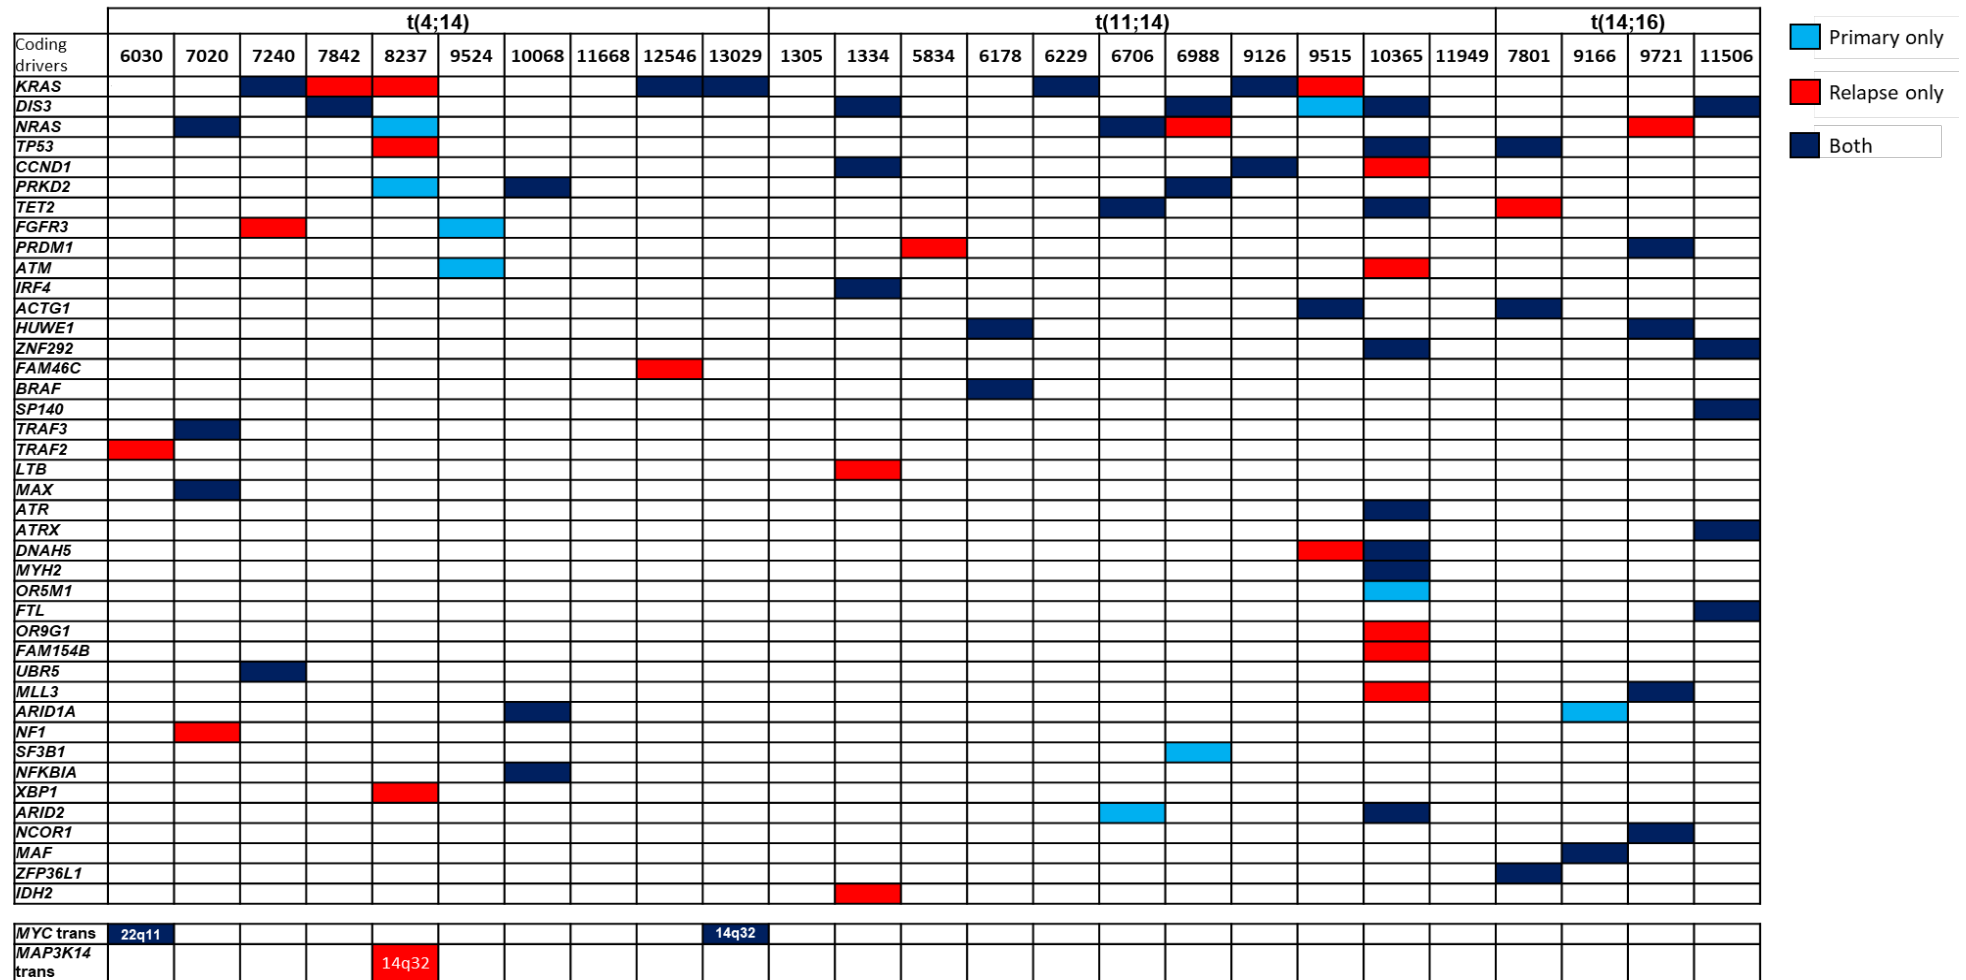 t(4;14) t(11;14) t(14;16)
Coding drivers 6030 7020 7240 7842 8237 9524 10068 11668 12546 13029 1305 1334 5834 6178 6229 6706 6988 9126 9515 10365 11949 7801 9166 9721 11506
KRAS
DIS3
NRAS
TP53
CCND1
PRKD2
TET2
FGFR3
PRDM1
ATM
IRF4
ACTG1
HUWE1
ZNF292
FAM46C
BRAF
SP140
TRAF3
TRAF2
LTB
MAX
ATR
ATRX
DNAH5
MYH2
OR5M1
FTL
OR9G1
FAM154B
UBR5
MLL3
ARID1A
NF1
SF3B1
NFKBIA
XBP1
ARID2
NCOR1
MAF
ZFP36L1
IDH2
MYC trans 22q11 14q32
MAP3K14
trans 14q32
Primary only
Relapse only
Both